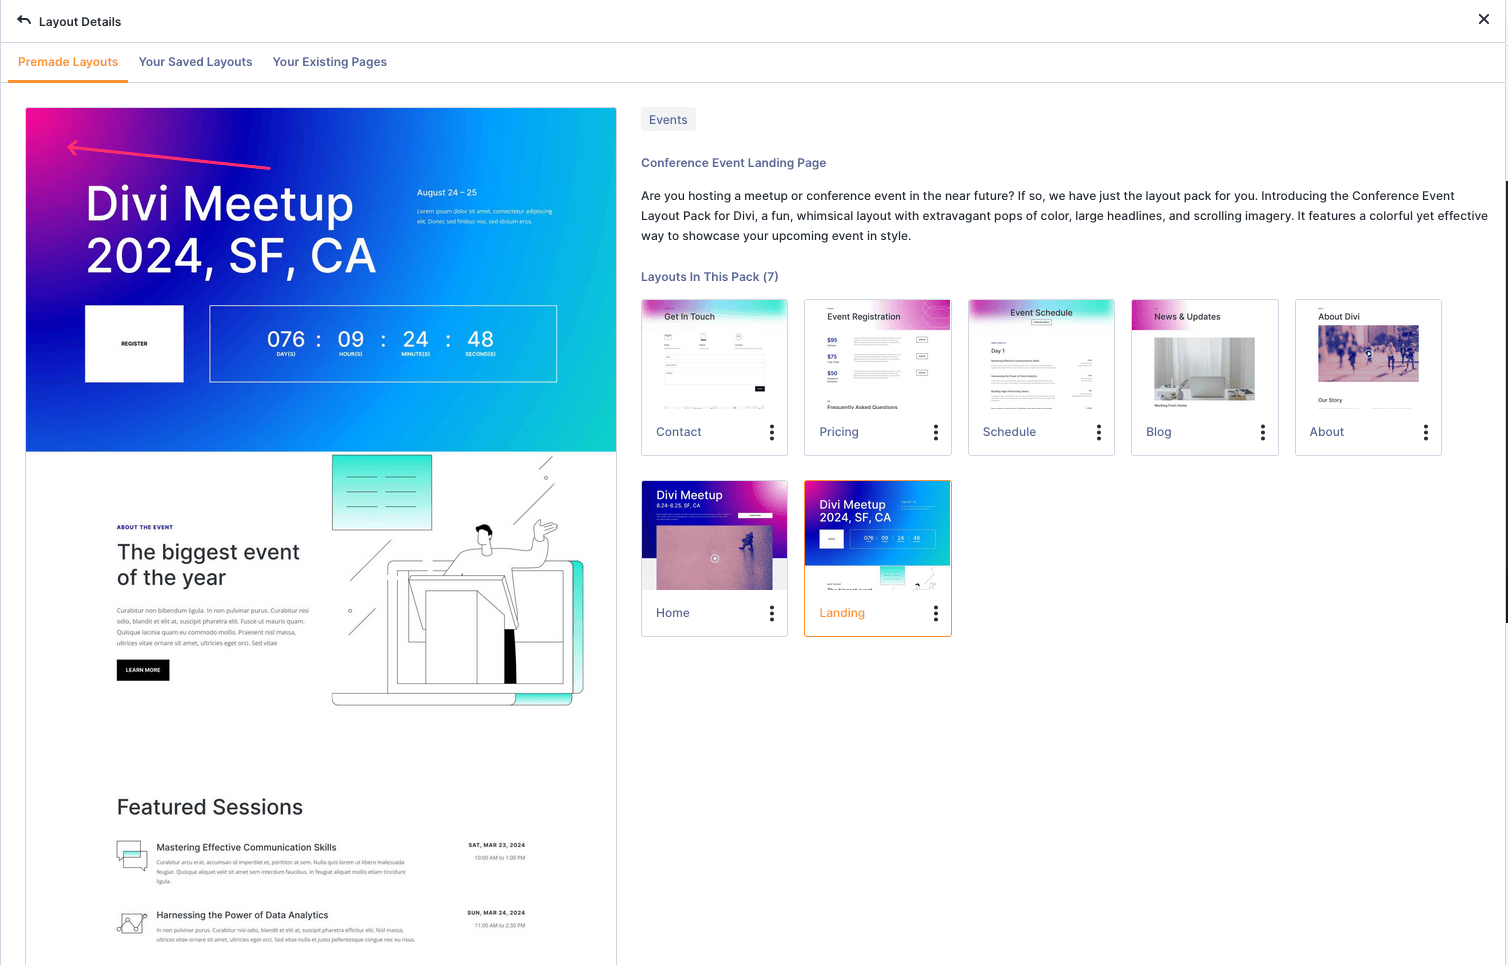 Layout Details
Premade Layouts
Your Saved Layouts
Your Existing Pages
Divi Meetup
2024, SF, CA
August 24 – 25
Lorem ipsum dolor sit amet, consectetur adipiscing
elit. Donec sed finibus nisi, sed dictum eros.
REGISTER
076 : 09 : 24 : 48
DAY(S) HOUR(S) MINUTE(S) SECOND(S)
ABOUT THE EVENT
The biggest event
of the year
Curabitur non bibendum ligula. In non pulvinar purus. Curabitur nisi
odio, blandit et elit at, suscipit pharetra elit. Fusce ut mauris quam.
Quisque lacinia quam eu commodo mollis. Praesent nisl massa,
ultrices vitae ornare sit amet, ultricies eget orci. Sed vitae
LEARN MORE
Featured Sessions
Mastering Effective Communication Skills
SAT, MAR 23, 2024
Curabitur arcu erat, accumsan id imperdiet et, porttitor at sem. Nulla quis lorem ut libero malesuada
feugiat. Quisque aliquet velit sit amet sem interdum faucibus. In feugiat aliquet mollis etiam tincidunt
ligula.
10:00 AM to 1:00 PM
Harnessing the Power of Data Analytics
SUN, MAR 24, 2024
In non pulvinar purus. Curabitur nisi odio, blandit et elit at, suscipit pharetra efficitur elit. Nisl massa,
ultrices vitae ornare sit amet, ultricies eget orci. Sed vitae nulla et justo pellentesque congue nec eu risus.
11:00 AM to 2:30 PM
Events
Conference Event Landing Page
Are you hosting a meetup or conference event in the near future? If so, we have just the layout pack for you. Introducing the Conference Event
Layout Pack for Divi, a fun, whimsical layout with extravagant pops of color, large headlines, and scrolling imagery. It features a colorful yet effective
way to showcase your upcoming event in style.
Layouts In This Pack (7)
Get In Touch
Contact
Event Registration
$95
$75
$50
Frequently Asked Questions
Pricing
Event Schedule
Day 1
Schedule
News & Updates
Working From Home
Blog
About Divi
Our Story
About
Divi Meetup
8.24-8.25, SF, CA
Home
Divi Meetup
2024, SF, CA
076 : 09 : 24 : 48
Landing